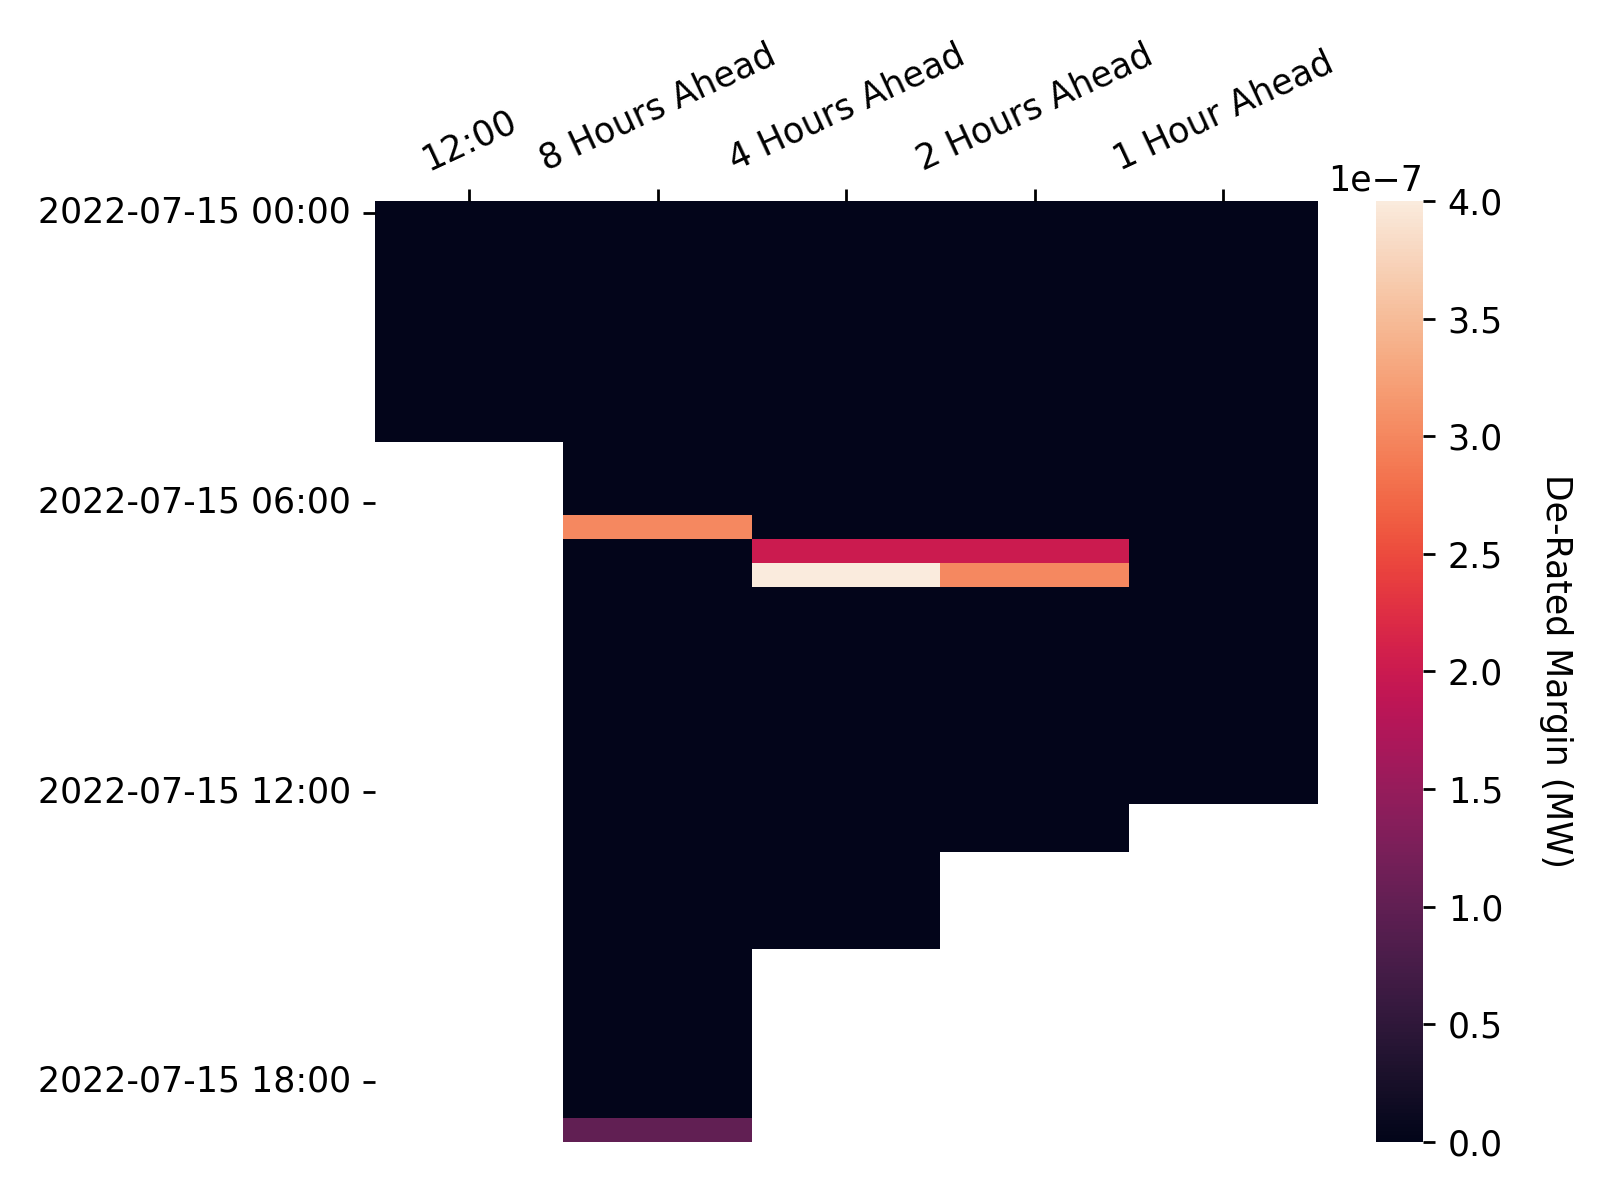 12:00
8 Hours Ahead
4 Hours Ahead
2 Hours Ahead
1 Hour Ahead
2022-07-15 00:00
2022-07-15 06:00
2022-07-15 12:00
2022-07-15 18:00
1e−7
4.0
3.5
3.0
2.5
2.0
1.5
1.0
0.5
0.0
De-Rated Margin (MW)